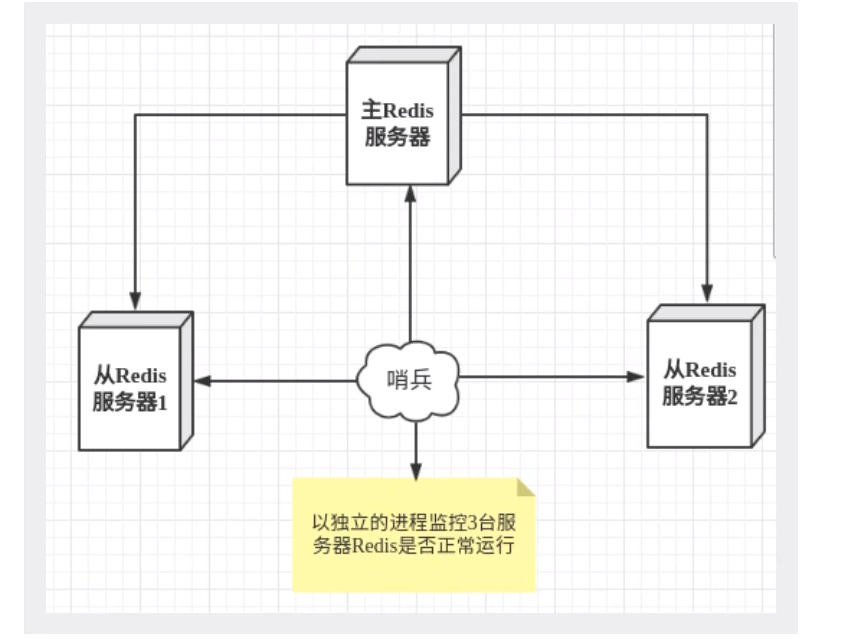 主Redis
服务器
从Redis
服务器1
哨兵
从Redis
服务器2
以独立的进程监控3台服
务器Redis是否正常运行